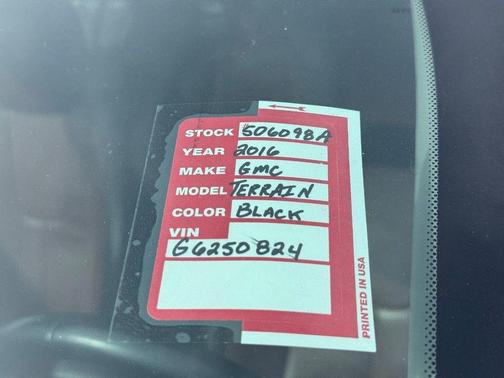 STOCK 506098A
YEAR 2016
MAKE GMC
MODEL TERRAIN
COLOR BLACK
VIN
G6250824
PRINTED IN USA